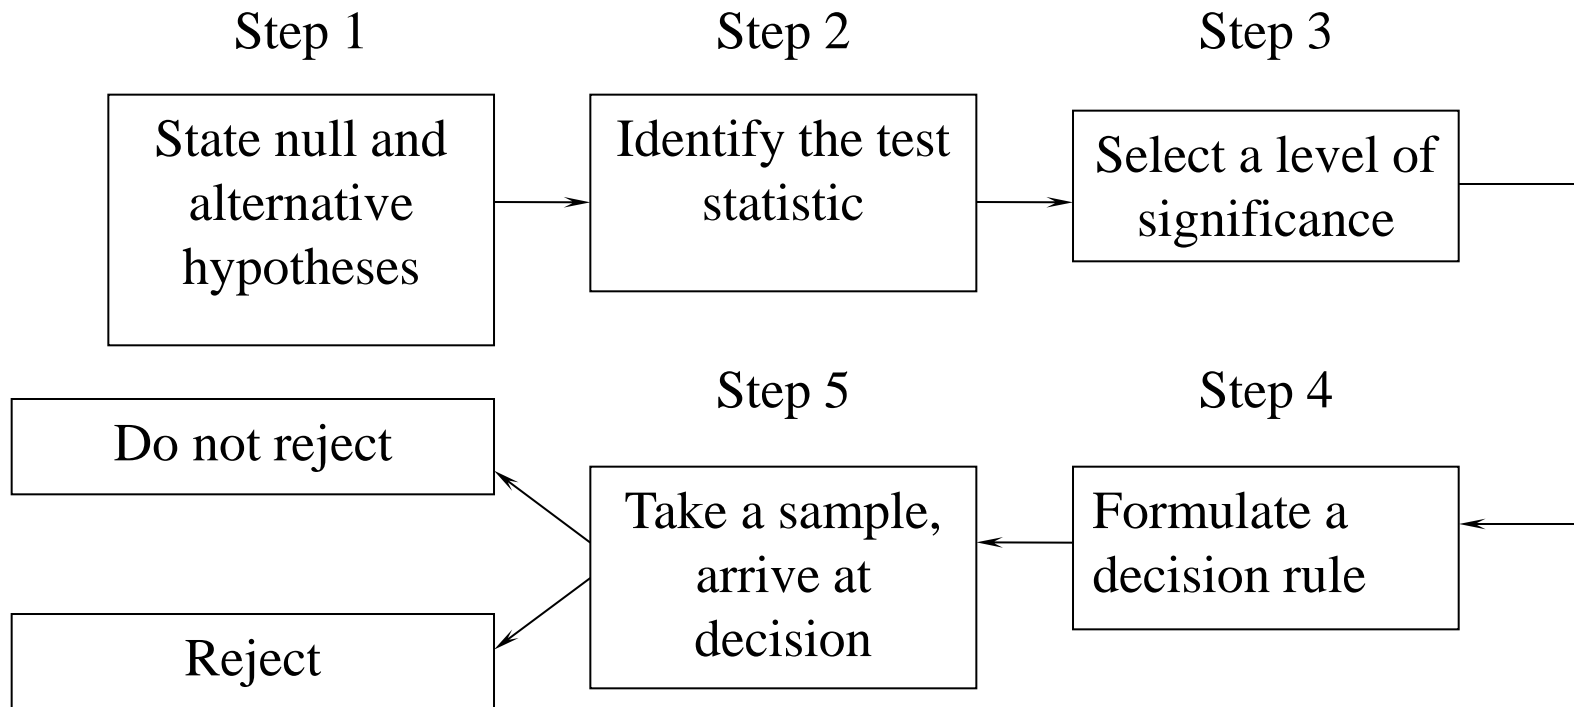 Step 1
Step 2
Step 3
State null and
alternative
hypotheses
Identify the test
statistic
Select a level of
significance
Step 5
Step 4
Do not reject
Take a sample,
arrive at
decision
Formulate a
decision rule
Reject